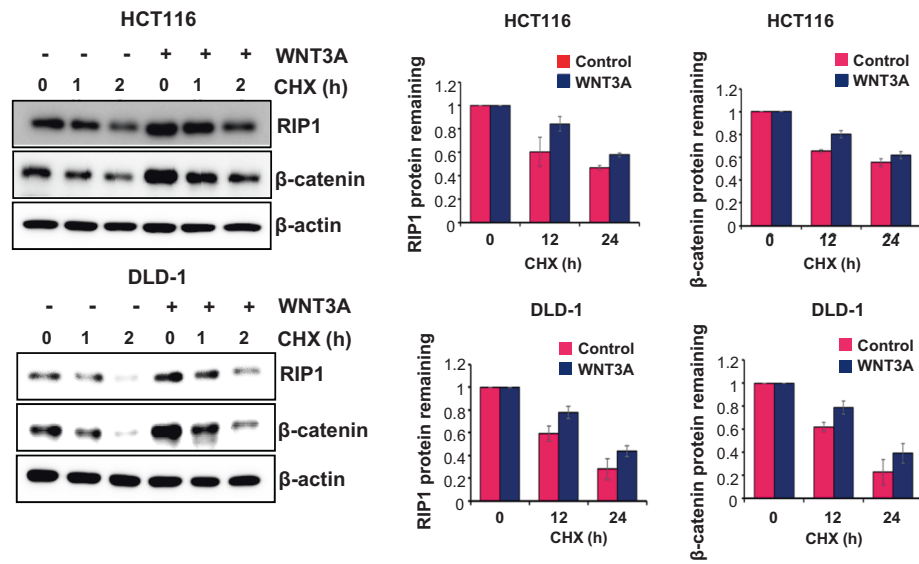 HCT116
- - - + + + WNT3A
0 1 2 0 1 2 CHX (h)
RIP1
β-catenin
β-actin
DLD-1
- - - + + + WNT3A
0 1 2 0 1 2 CHX (h)
RIP1
β-catenin
β-actin
HCT116
Control
WNT3A
RIP1 protein remaining
1.2
1
0.8
0.6
0.4
0.2
0
0 12 24
CHX (h)
HCT116
Control
WNT3A
β-catenin protein remaining
1.2
1
0.8
0.6
0.4
0.2
0
0 12 24
CHX (h)
DLD-1
Control
WNT3A
RIP1 protein remaining
1.2
1
0.8
0.6
0.4
0.2
0
0 12 24
CHX (h)
DLD-1
Control
WNT3A
β-catenin protein remaining
1.2
1
0.8
0.6
0.4
0.2
0
0 12 24
CHX (h)